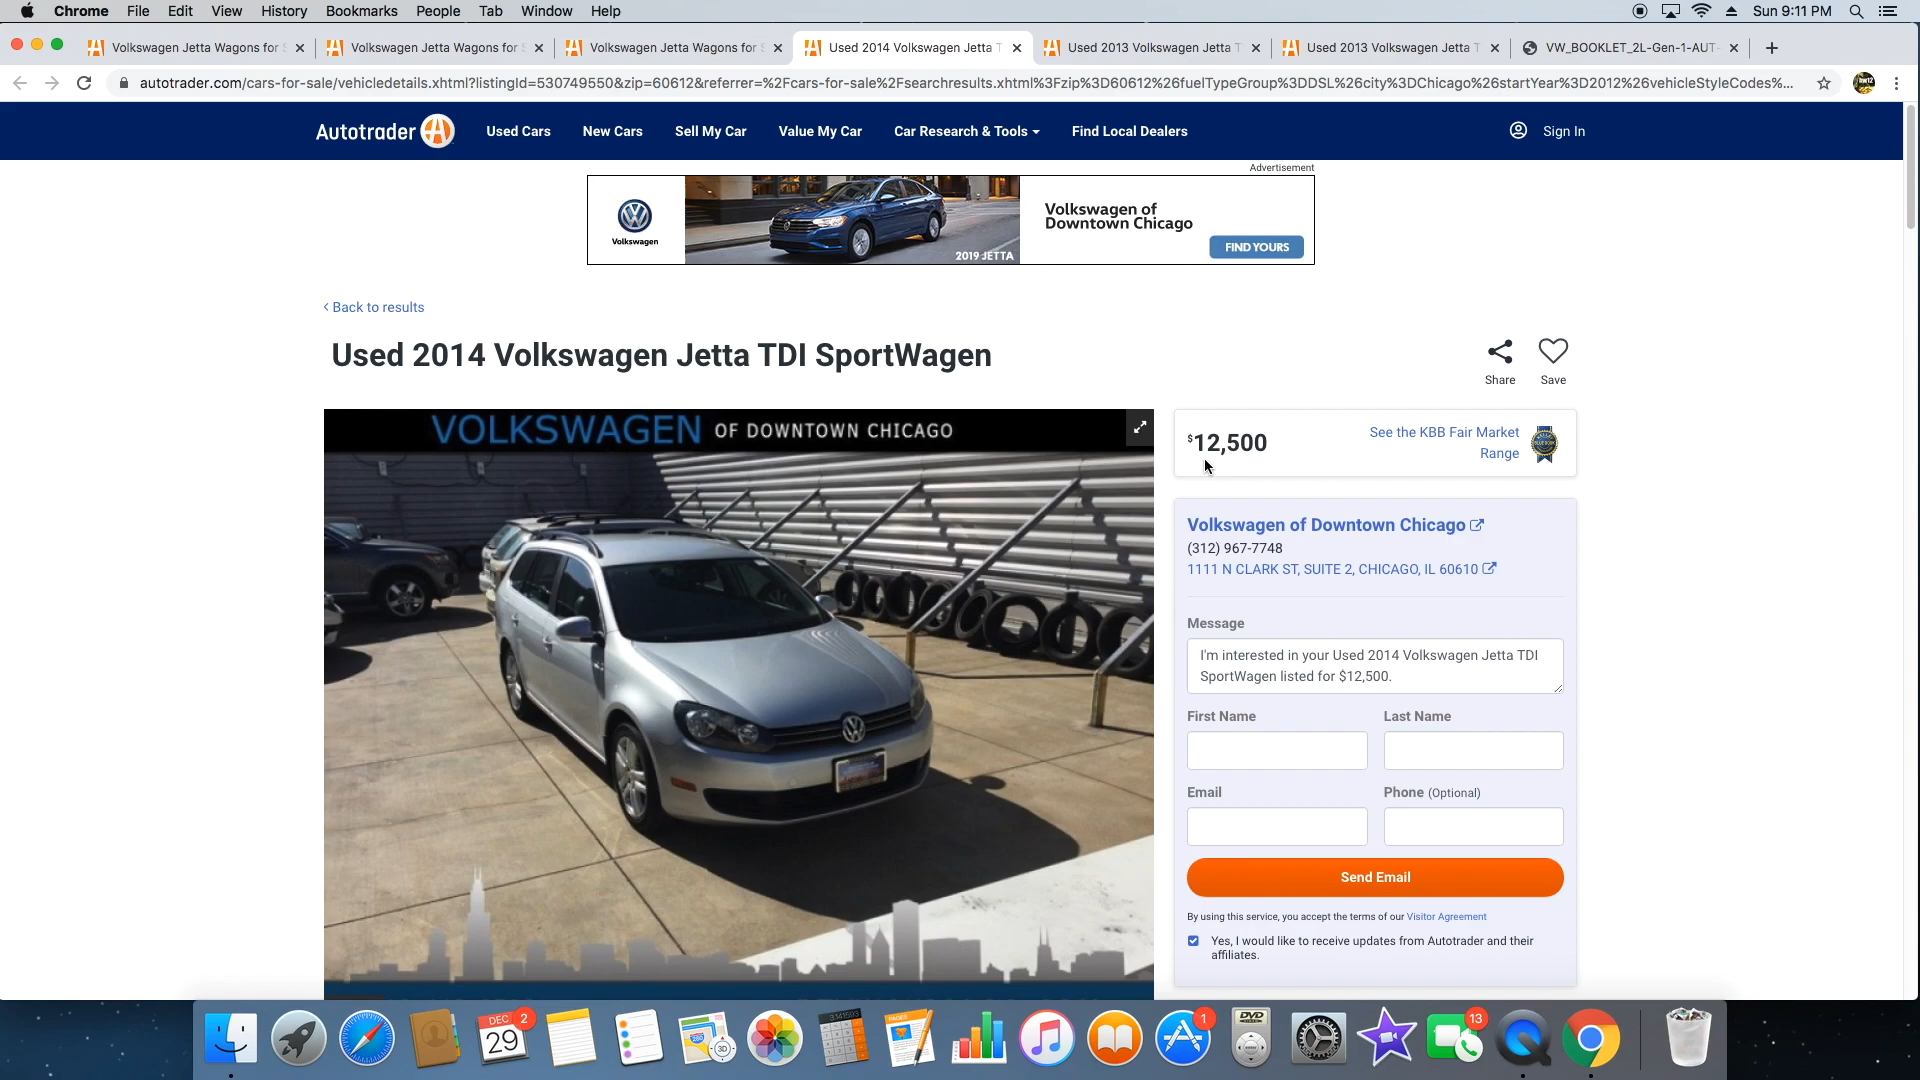 Chrome File Edit View History Bookmarks People Tab Window Help Sun 9:11 PM
Volkswagen Jetta Wagons for Volkswagen Jetta Wagons for Volkswagen Jetta Wagons for Used 2014 Volkswagen Jetta T Used 2013 Volkswagen Jetta T Used 2013 Volkswagen Jetta T VW_BOOKLET_2L-Gen-1-AUT
autotrader.com/cars-for-sale/vehicledetails.xhtml?listingId=530749550&zip=60612&referrer=%2Fcars-for-sale%2Fsearchresults.xhtml%3Fzip%3D60612%26fuelTypeGroup%3DDSL%26city%3DChicago%26startYear%3D2012%26vehicleStyleCodes%...
Autotrader Used Cars New Cars Sell My Car Value My Car Car Research & Tools Find Local Dealers Sign In
Advertisement
Volkswagen
2019 JETTA
Volkswagen of
Downtown Chicago
FIND YOURS
< Back to results
Used 2014 Volkswagen Jetta TDI SportWagen
Share Save
VOLKSWAGEN OF DOWNTOWN CHICAGO
$12,500
See the KBB Fair Market
Range
Volkswagen of Downtown Chicago
(312) 967-7748
1111 N CLARK ST, SUITE 2, CHICAGO, IL 60610
Message
I'm interested in your Used 2014 Volkswagen Jetta TDI
SportWagen listed for $12,500.
First Name Last Name
Email Phone (Optional)
Send Email
By using this service, you accept the terms of our Visitor Agreement
Yes, I would like to receive updates from Autotrader and their
affiliates.
DEC 2
29
3.141593
PAGES
280
3D
DVD
1
13